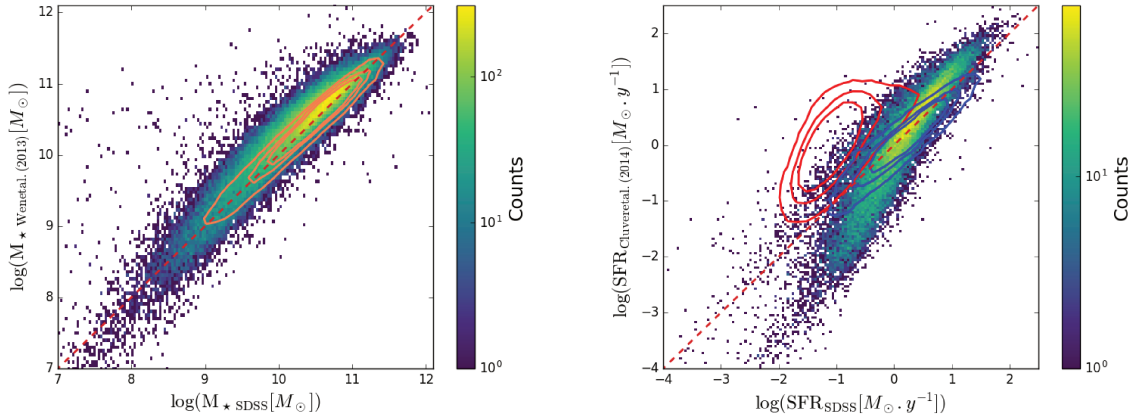 12
11
10
9
8
7
log(M⋆ Wenetal. (2013)[M⊙]
7 8 9 10 11 12
log(M⋆ SDSS[M⊙])
10²
10¹
10⁰
Counts
2
1
0
−1
−2
−3
−4
log(SFRCluveretal. (2014)[M⊙.y⁻¹]
−4 −3 −2 −1 0 1 2
log(SFRSDSS[M⊙.y⁻¹])
10¹
10⁰
Counts